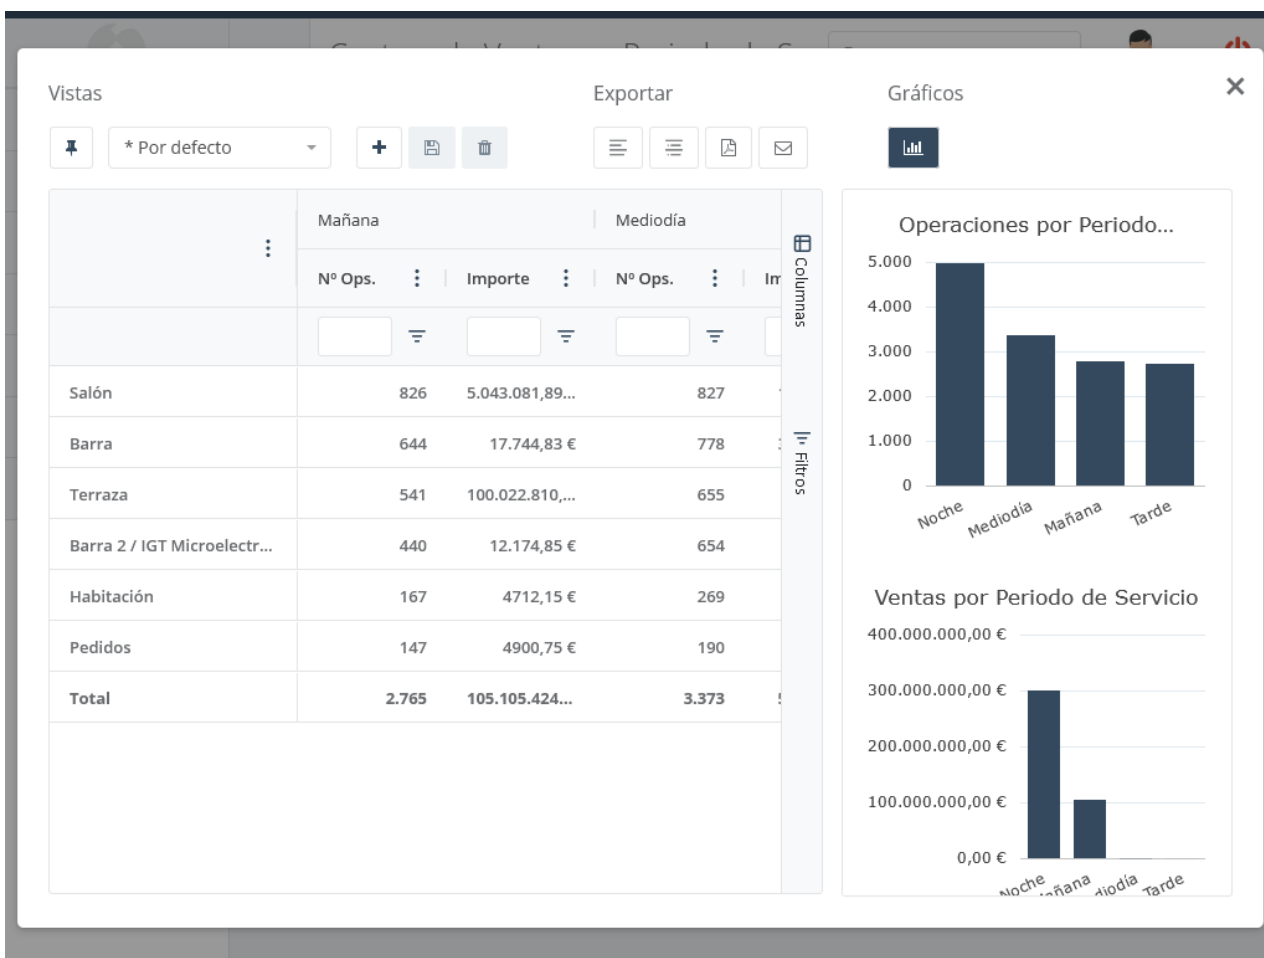 Vistas
Exportar
Gráficos
* Por defecto
Mañana
Mediodía
Nº Ops.
Importe
Nº Ops.
Columnas
Filtros
Salón 826 5.043.081,89... 827
Barra 644 17.744,83 € 778
Terraza 541 100.022.810,... 655
Barra 2 / IGT Microelectr... 440 12.174,85 € 654
Habitación 167 4712,15 € 269
Pedidos 147 4900,75 € 190
Total 2.765 105.105.424... 3.373
Operaciones por Periodo...
5.000
4.000
3.000
2.000
1.000
0
Noche Mediodía Mañana Tarde
Ventas por Periodo de Servicio
400.000.000,00 €
300.000.000,00 €
200.000.000,00 €
100.000.000,00 €
0,00 €
Noche Tarde